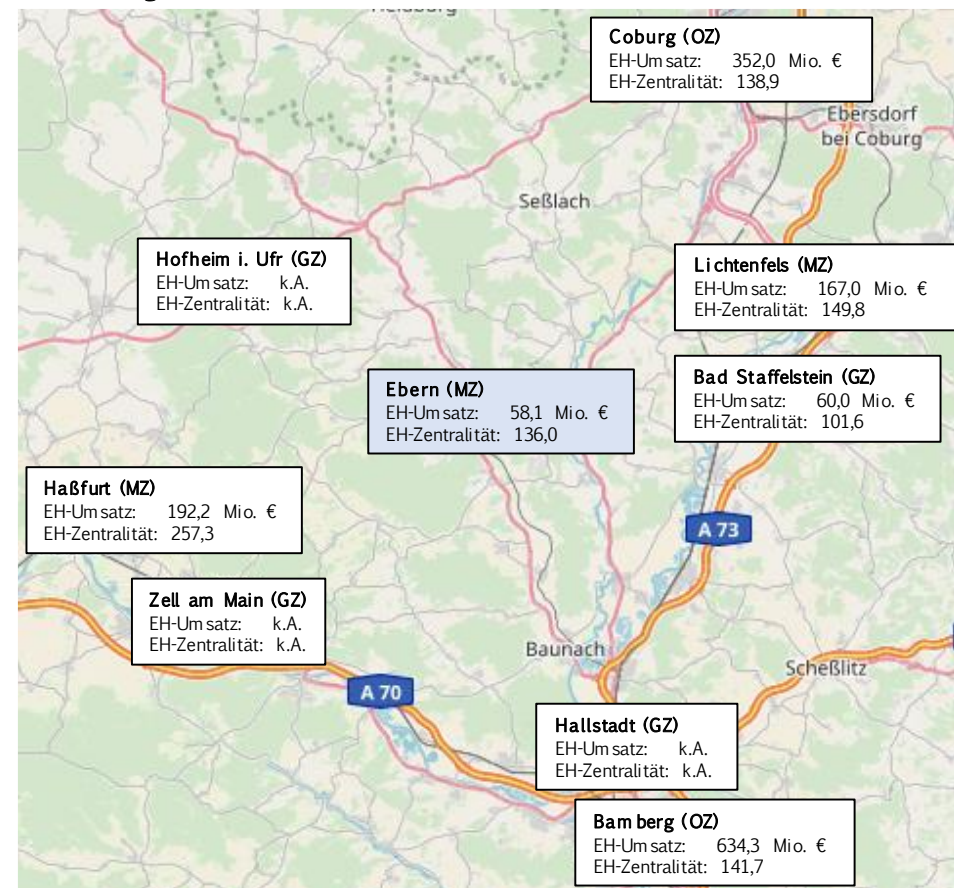 Coburg (OZ)
EH-Umsatz: 352,0 Mio. €
EH-Zentralität: 138,9
Ebersdorf
bei Coburg
Seßlach
Hofheim i. Ufr (GZ)
EH-Umsatz: k.A.
EH-Zentralität: k.A.
Lichtenfels (MZ)
EH-Umsatz: 167,0 Mio. €
EH-Zentralität: 149,8
Ebern (MZ)
EH-Umsatz: 58,1 Mio. €
EH-Zentralität: 136,0
Bad Staffelstein (GZ)
EH-Umsatz: 60,0 Mio. €
EH-Zentralität: 101,6
Haßfurt (MZ)
EH-Umsatz: 192,2 Mio. €
EH-Zentralität: 257,3
A 73
Zell am Main (GZ)
EH-Umsatz: k.A.
EH-Zentralität: k.A.
Baunach
Scheßlitz
A 70
Hallstadt (GZ)
EH-Umsatz: k.A.
EH-Zentralität: k.A.
Bamberg (OZ)
EH-Umsatz: 634,3 Mio. €
EH-Zentralität: 141,7